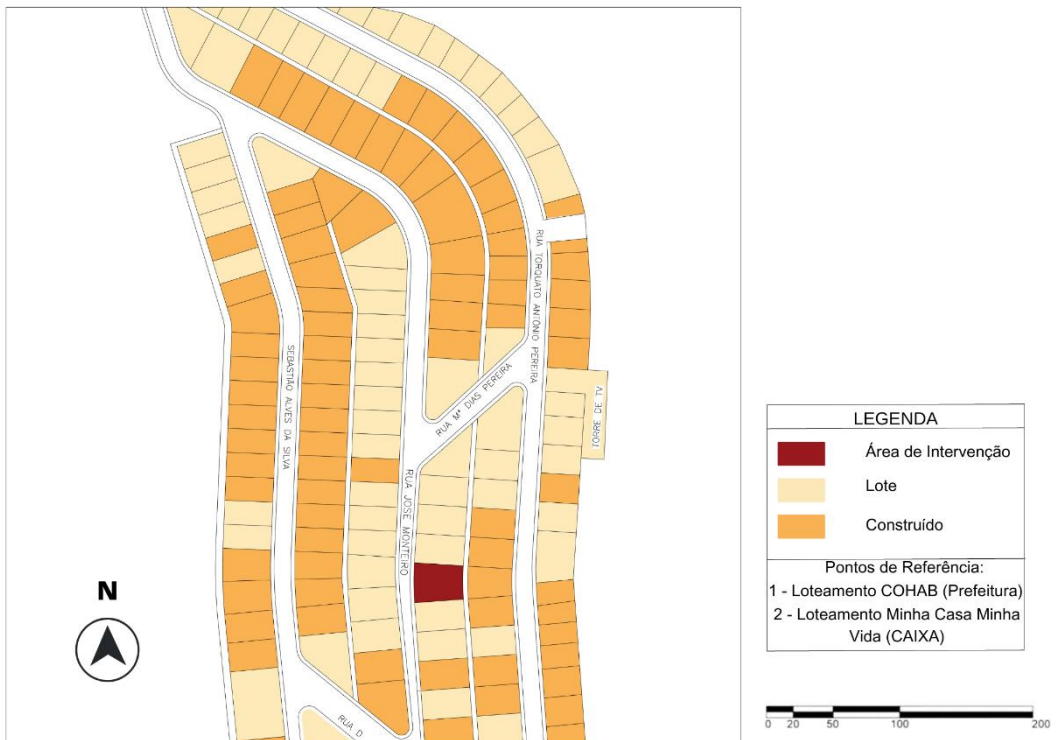 RUA TORQUATO ANTÔNIO PEREIRA
SEBASTIÃO ALVES DA SILVA
RUA Mª DIAS PEREIRA
TORRE DE TV
RUA JOSÉ MONTEIRO
RUA D
N
LEGENDA
Área de Intervenção
Lote
Construído
Pontos de Referência:
1 - Loteamento COHAB (Prefeitura)
2 - Loteamento Minha Casa Minha
Vida (CAIXA)
0 20 50 100 200